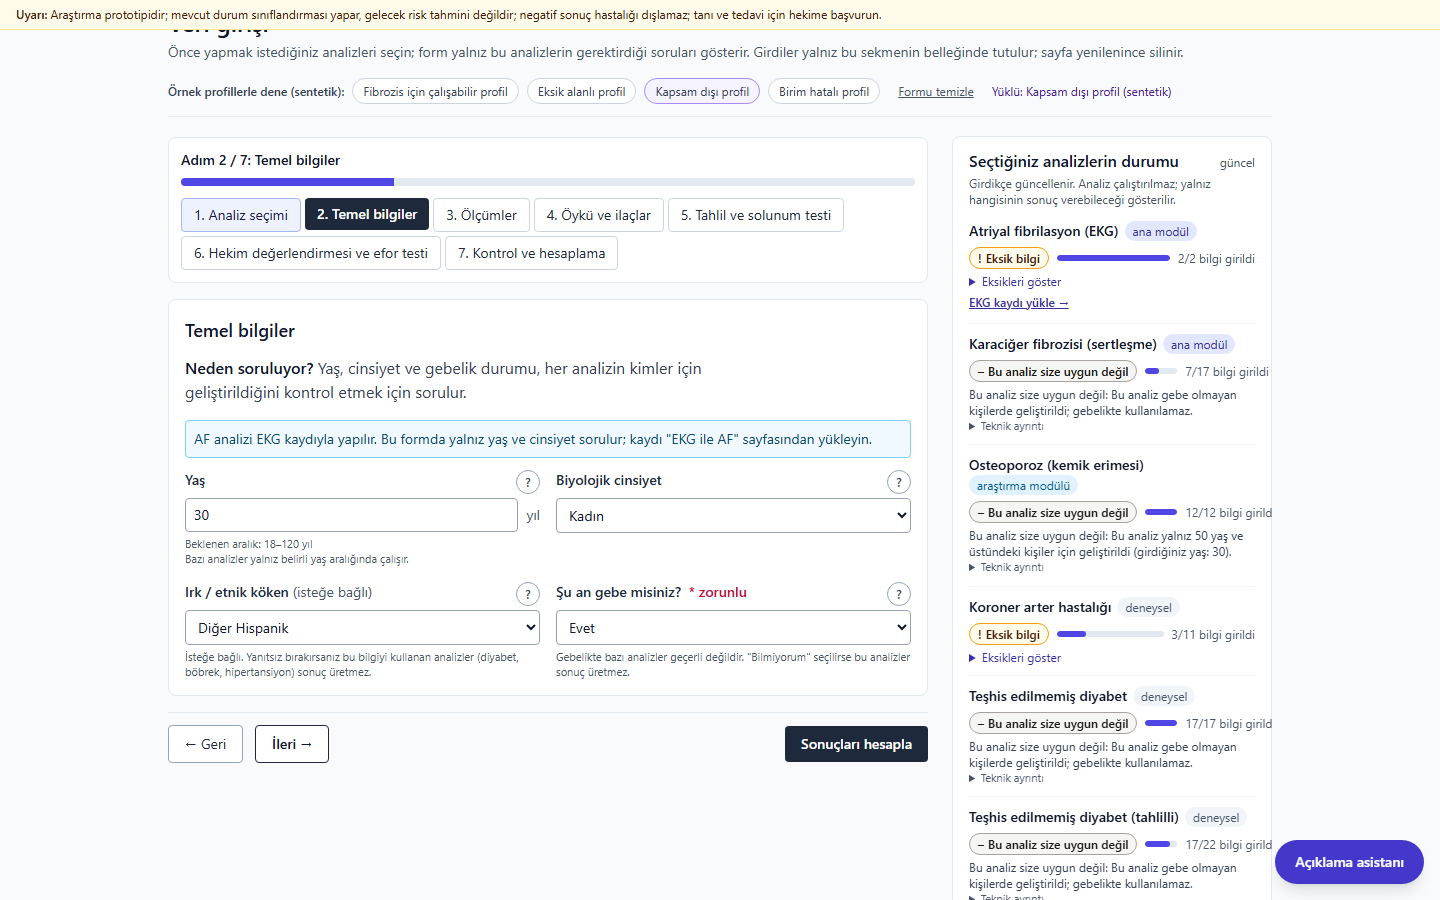 Uyarı: Araştırma prototipidir; mevcut durum sınıflandırması yapar, gelecek risk tahmini değildir; negatif sonuç hastalığı dışlamaz; tanı ve tedavi için hekime başvurun.
Önce yapmak istediğiniz analizleri seçin; form yalnız bu analizlerin gerektirdiği soruları gösterir. Girdiler yalnız bu sekmenin belleğinde tutulur; sayfa yenilenince silinir.
Örnek profillerle dene (sentetik):
Fibrozis için çalışabilir profil
Eksik alanlı profil
Kapsam dışı profil
Birim hatalı profil
Formu temizle
Yüklü: Kapsam dışı profil (sentetik)
Adım 2 / 7: Temel bilgiler
1. Analiz seçimi
2. Temel bilgiler
3. Ölçümler
4. Öykü ve ilaçlar
5. Tahlil ve solunum testi
6. Hekim değerlendirmesi ve efor testi
7. Kontrol ve hesaplama
Temel bilgiler
Neden soruluyor? Yaş, cinsiyet ve gebelik durumu, her analizin kimler için
geliştirildiğini kontrol etmek için sorulur.
AF analizi EKG kaydıyla yapılır. Bu formda yalnız yaş ve cinsiyet sorulur; kaydı "EKG ile AF" sayfasından yükleyin.
Yaş
?
30
yıl
Beklenen aralık: 18–120 yıl
Bazı analizler yalnız belirli yaş aralığında çalışır.
Biyolojik cinsiyet
?
Kadın
Irk / etnik köken (isteğe bağlı)
?
Diğer Hispanik
İsteğe bağlı. Yanıtsız bırakırsanız bu bilgiyi kullanan analizler (diyabet,
böbrek, hipertansiyon) sonuç üretmez.
Şu an gebe misiniz? * zorunlu
?
Evet
Gebelikte bazı analizler geçerli değildir. "Bilmiyorum" seçilirse bu analizler
sonuç üretmez.
← Geri
İleri →
Sonuçları hesapla
Seçtiğiniz analizlerin durumu
güncel
Girdikçe güncellenir. Analiz çalıştırılmaz; yalnız
hangisinin sonuç verebileceği gösterilir.
Atriyal fibrilasyon (EKG)
ana modül
! Eksik bilgi
2/2 bilgi girildi
Eksikleri göster
EKG kaydı yükle →
Karaciğer fibrozisi (sertleşme)
ana modül
– Bu analiz size uygun değil
7/17 bilgi girildi
Bu analiz size uygun değil: Bu analiz gebe olmayan
kişilerde geliştirildi; gebelikte kullanılamaz.
Teknik ayrıntı
Osteoporoz (kemik erimesi)
araştırma modülü
– Bu analiz size uygun değil
12/12 bilgi girild
Bu analiz size uygun değil: Bu analiz yalnız 50 yaş ve
üstündeki kişiler için geliştirildi (girdiğiniz yaş: 30).
Teknik ayrıntı
Koroner arter hastalığı
deneysel
! Eksik bilgi
3/11 bilgi girildi
Eksikleri göster
Teşhis edilmemiş diyabet
deneysel
– Bu analiz size uygun değil
17/17 bilgi girild
Bu analiz size uygun değil: Bu analiz gebe olmayan
kişilerde geliştirildi; gebelikte kullanılamaz.
Teknik ayrıntı
Teşhis edilmemiş diyabet (tahlilli)
deneysel
– Bu analiz size uygun değil
17/22 bilgi girild
Bu analiz size uygun değil: Bu analiz gebe olmayan
kişilerde geliştirildi; gebelikte kullanılamaz.
Teknik ayrıntı
Açıklama asistanı